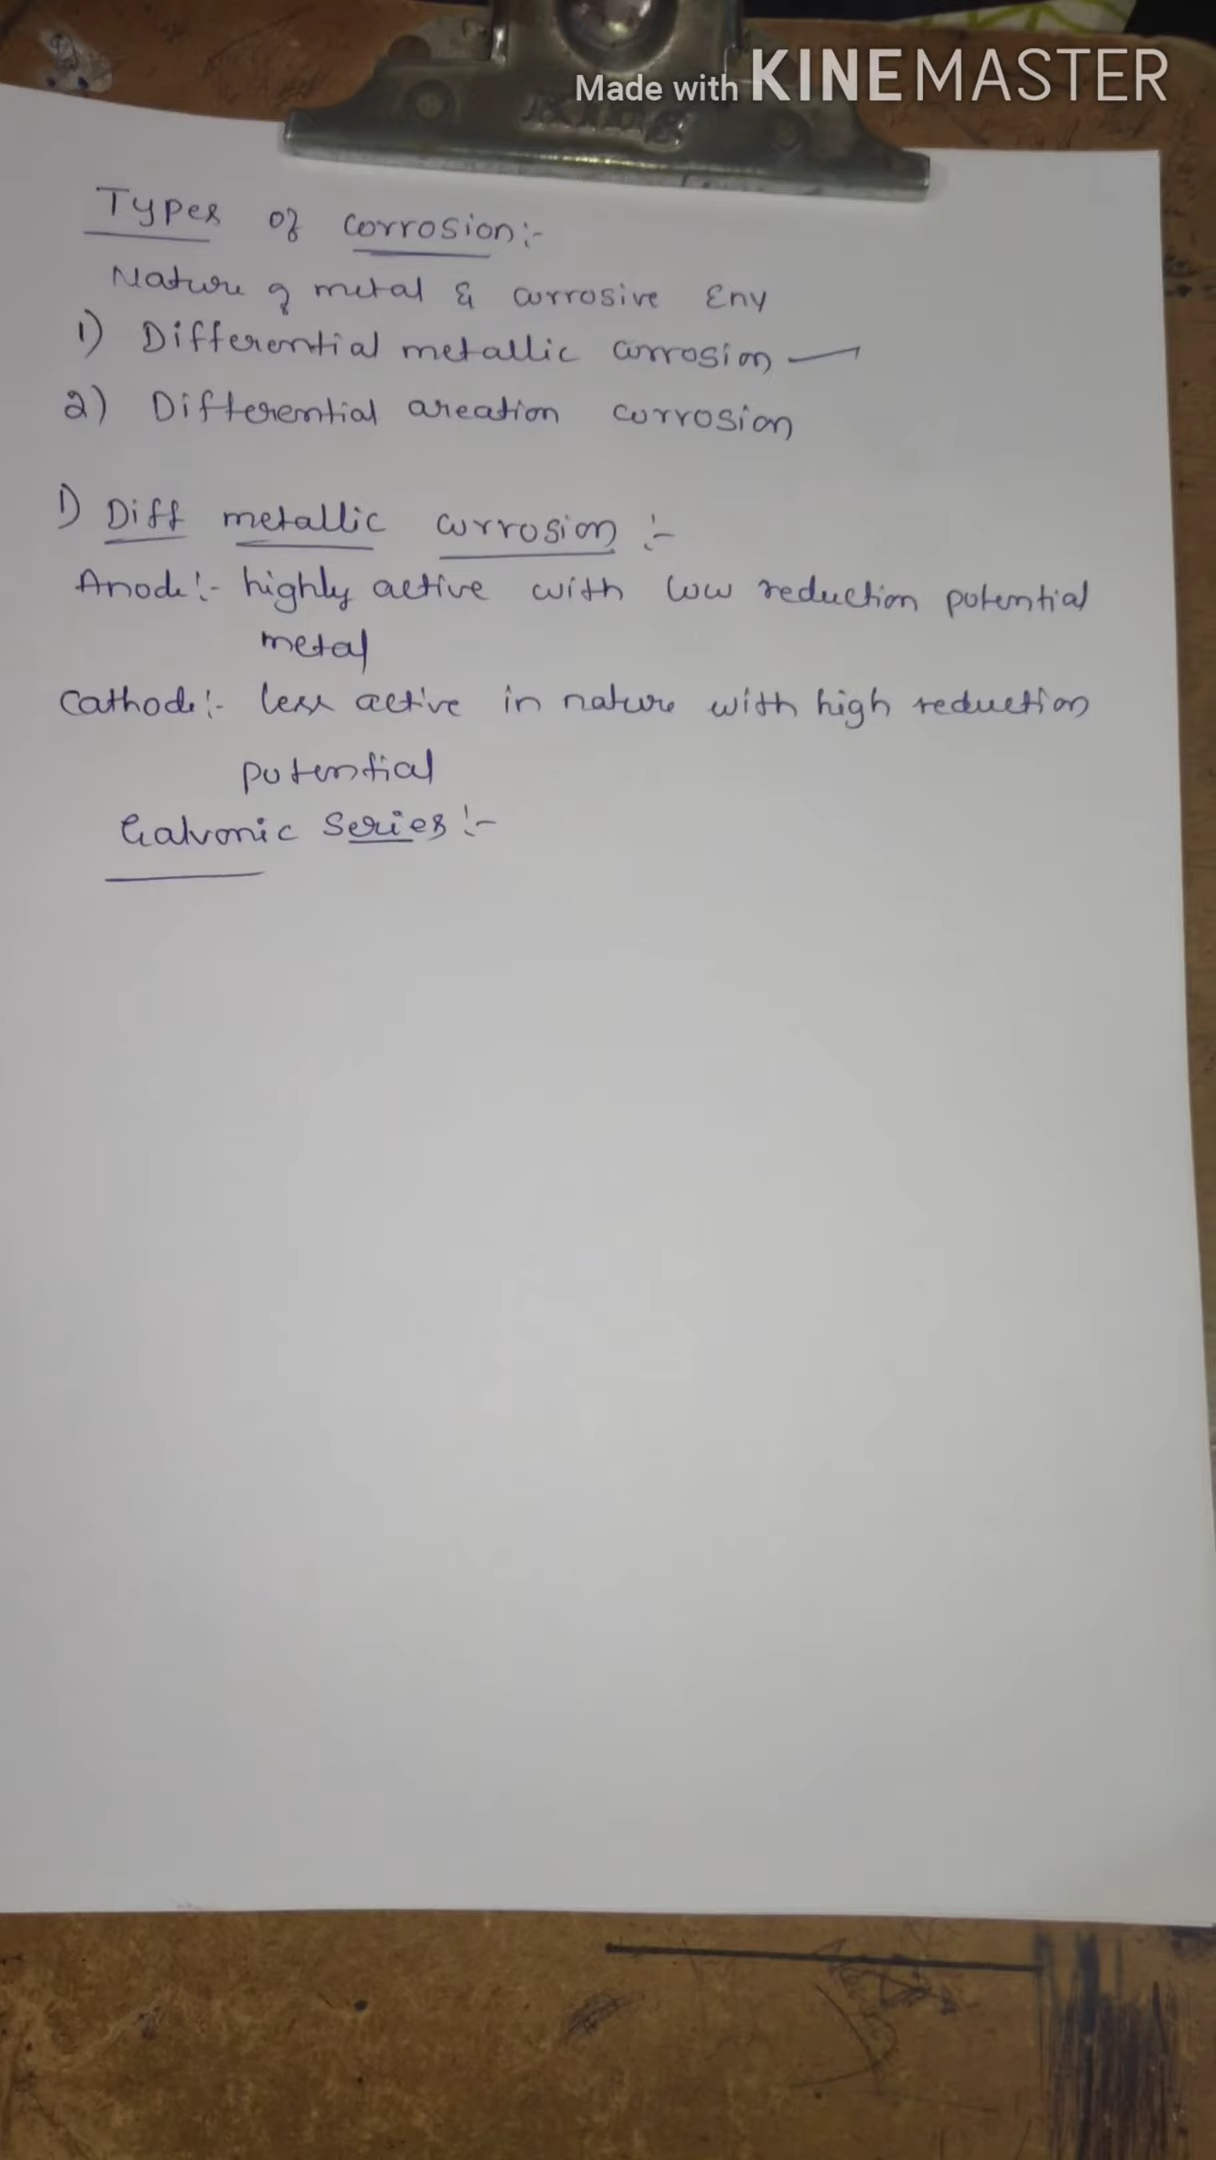 Made with KINEMASTER
KING
Types of corrosion:-
Nature of metal & corrosive Env
1) Differential metallic corrosion —
2) Differential areation corrosion
1) Diff metallic corrosion :-
Anode:- highly active with low reduction potential
metal
Cathode:- less active in nature with high reduction
potential
Galvonic Series:-